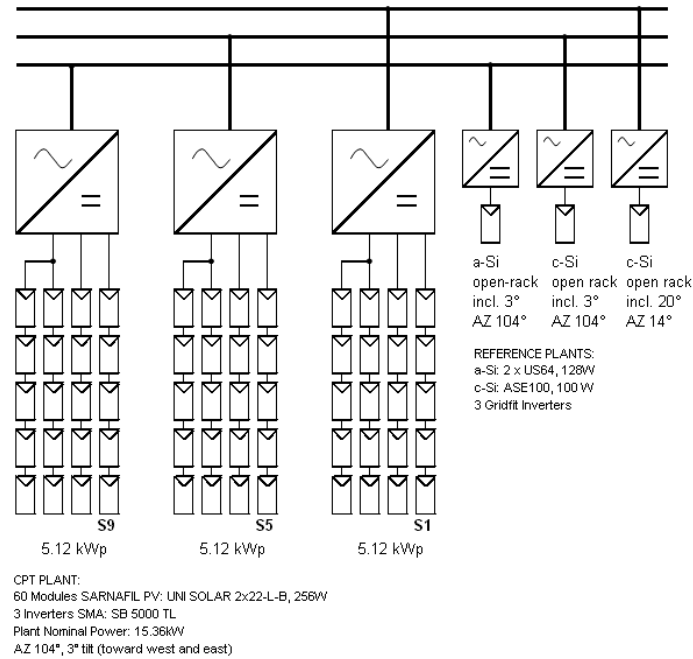 a-Si
open-rack
incl. 3°
AZ 104°
c-Si
open rack
incl. 3°
AZ 104°
c-Si
open rack
incl. 20°
AZ 14°
REFERENCE PLANTS:
a-Si: 2 x US64, 128W
c-Si: ASE100, 100 W
3 Gridfit Inverters
S9
S5
S1
5.12 kWp
5.12 kWp
5.12 kWp
CPT PLANT:
60 Modules SARNAFIL PV: UNI SOLAR 2x22-L-B, 256W
3 Inverters SMA: SB 5000 TL
Plant Nominal Power: 15.36kW
AZ 104°, 3° tilt (toward west and east)